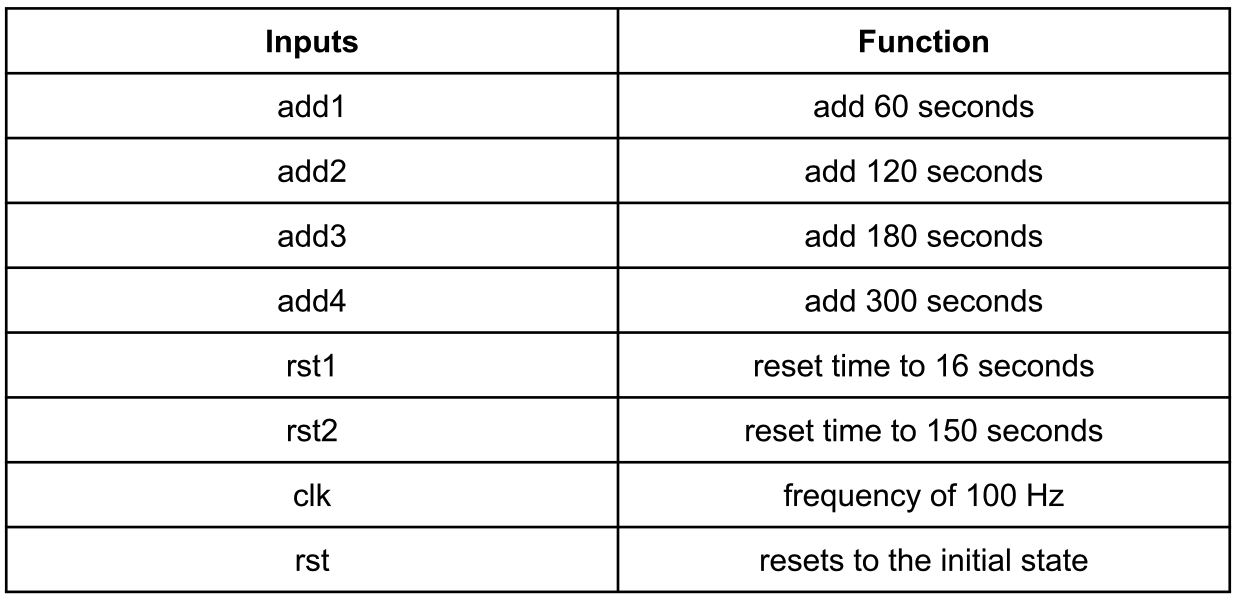 Inputs Function
add1 add 60 seconds
add2 add 120 seconds
add3 add 180 seconds
add4 add 300 seconds
rst1 reset time to 16 seconds
rst2 reset time to 150 seconds
clk frequency of 100 Hz
rst resets to the initial state